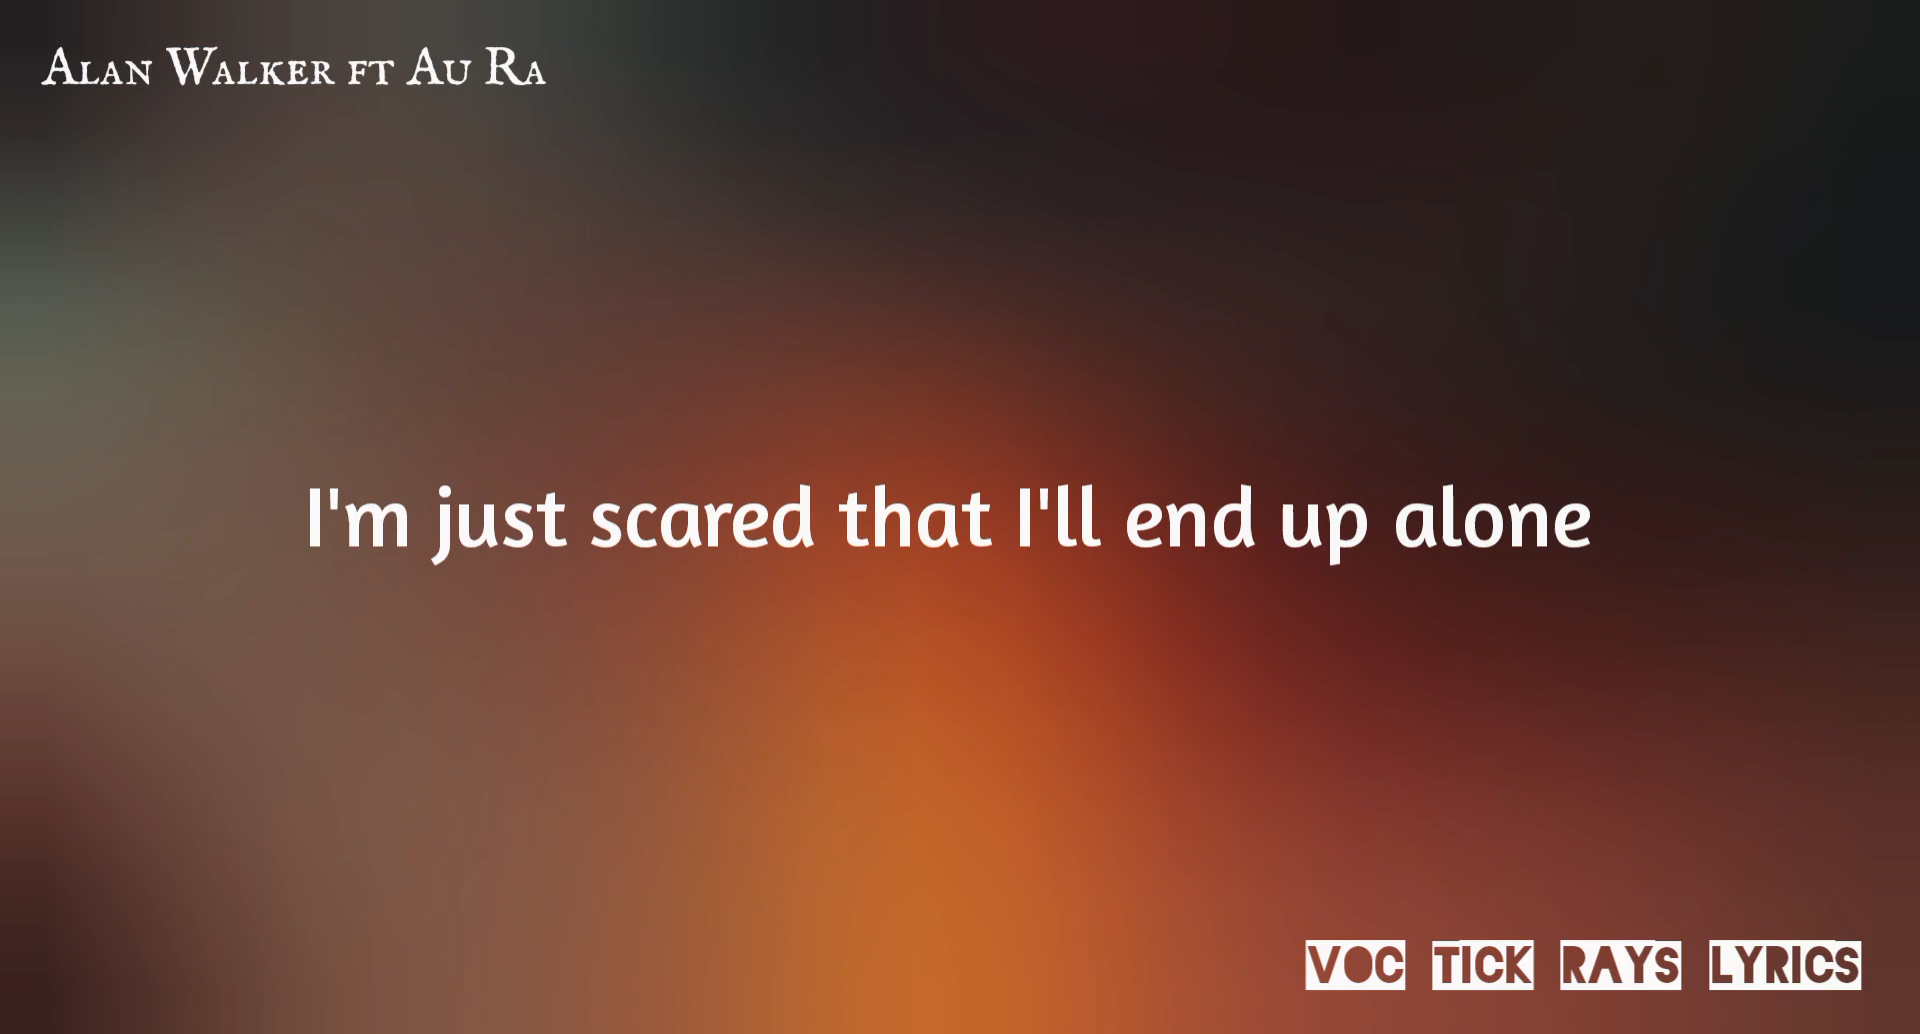 Alan Walker ft Au Ra
I'm just scared that I'll end up alone
VOC TICK RAYS LYRICS